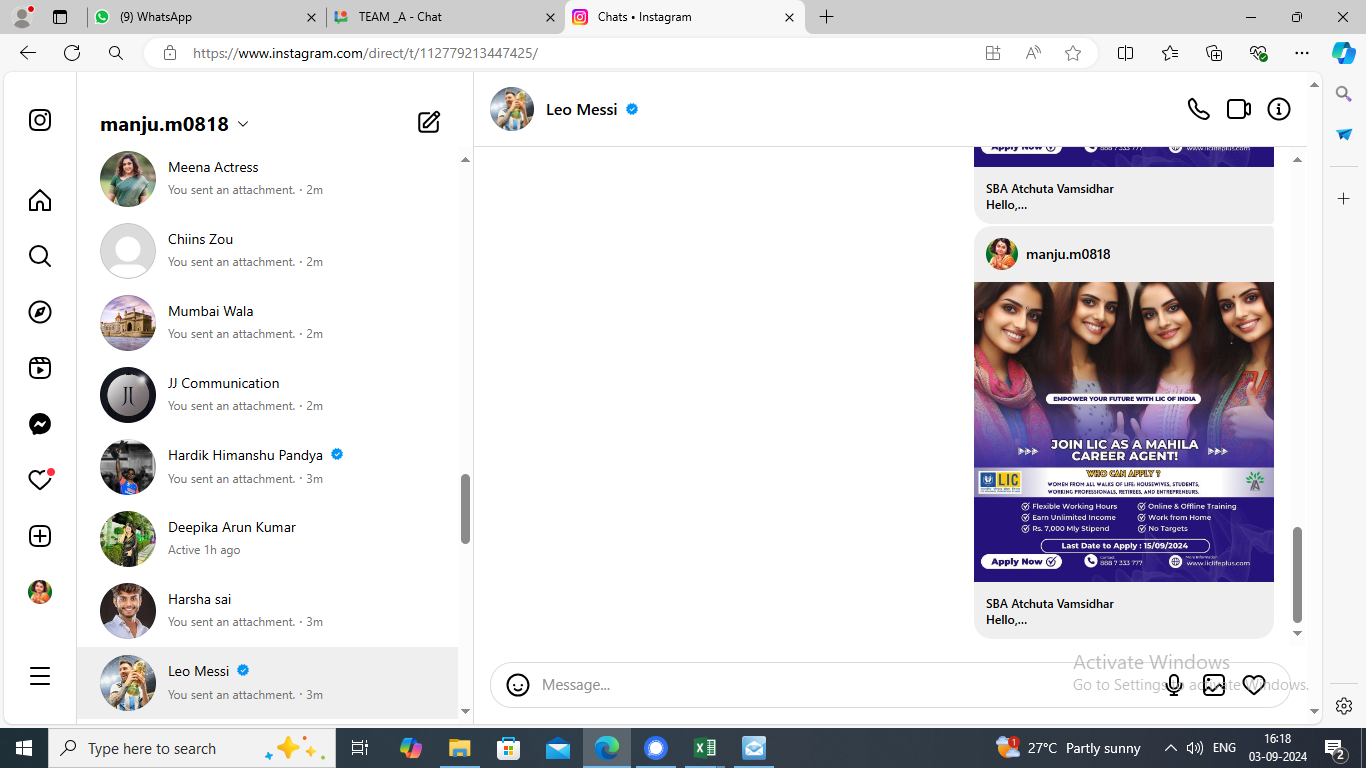 (9) WhatsApp
TEAM _A - Chat
Chats • Instagram
https://www.instagram.com/direct/t/112779213447425/
manju.m0818
Meena Actress
You sent an attachment. · 2m
Chiins Zou
You sent an attachment. · 2m
Mumbai Wala
You sent an attachment. · 2m
JJ Communication
You sent an attachment. · 2m
Hardik Himanshu Pandya
You sent an attachment. · 3m
Deepika Arun Kumar
Active 1h ago
Harsha sai
You sent an attachment. · 3m
Leo Messi
You sent an attachment. · 3m
Leo Messi
Apply Now
888 7 333 777
www.liclifeplus.com
SBA Atchuta Vamsidhar
Hello,...
manju.m0818
EMPOWER YOUR FUTURE WITH LIC OF INDIA
JOIN LIC AS A MAHILA
CAREER AGENT!
WHO CAN APPLY ?
LIC
WOMEN FROM ALL WALKS OF LIFE: HOUSEWIVES, STUDENTS,
WORKING PROFESSIONALS, RETIREES, AND ENTREPRENEURS.
Flexible Working Hours
Online & Offline Training
Earn Unlimited Income
Work from Home
Rs. 7,000 Mly Stipend
No Targets
Last Date to Apply : 15/09/2024
Apply Now
Contact
888 7 333 777
More Information
www.liclifeplus.com
SBA Atchuta Vamsidhar
Hello,...
Message...
Activate Windows
Go to Settings to activate Windows.
Type here to search
1
27°C Partly sunny
ENG
16:18
03-09-2024
2